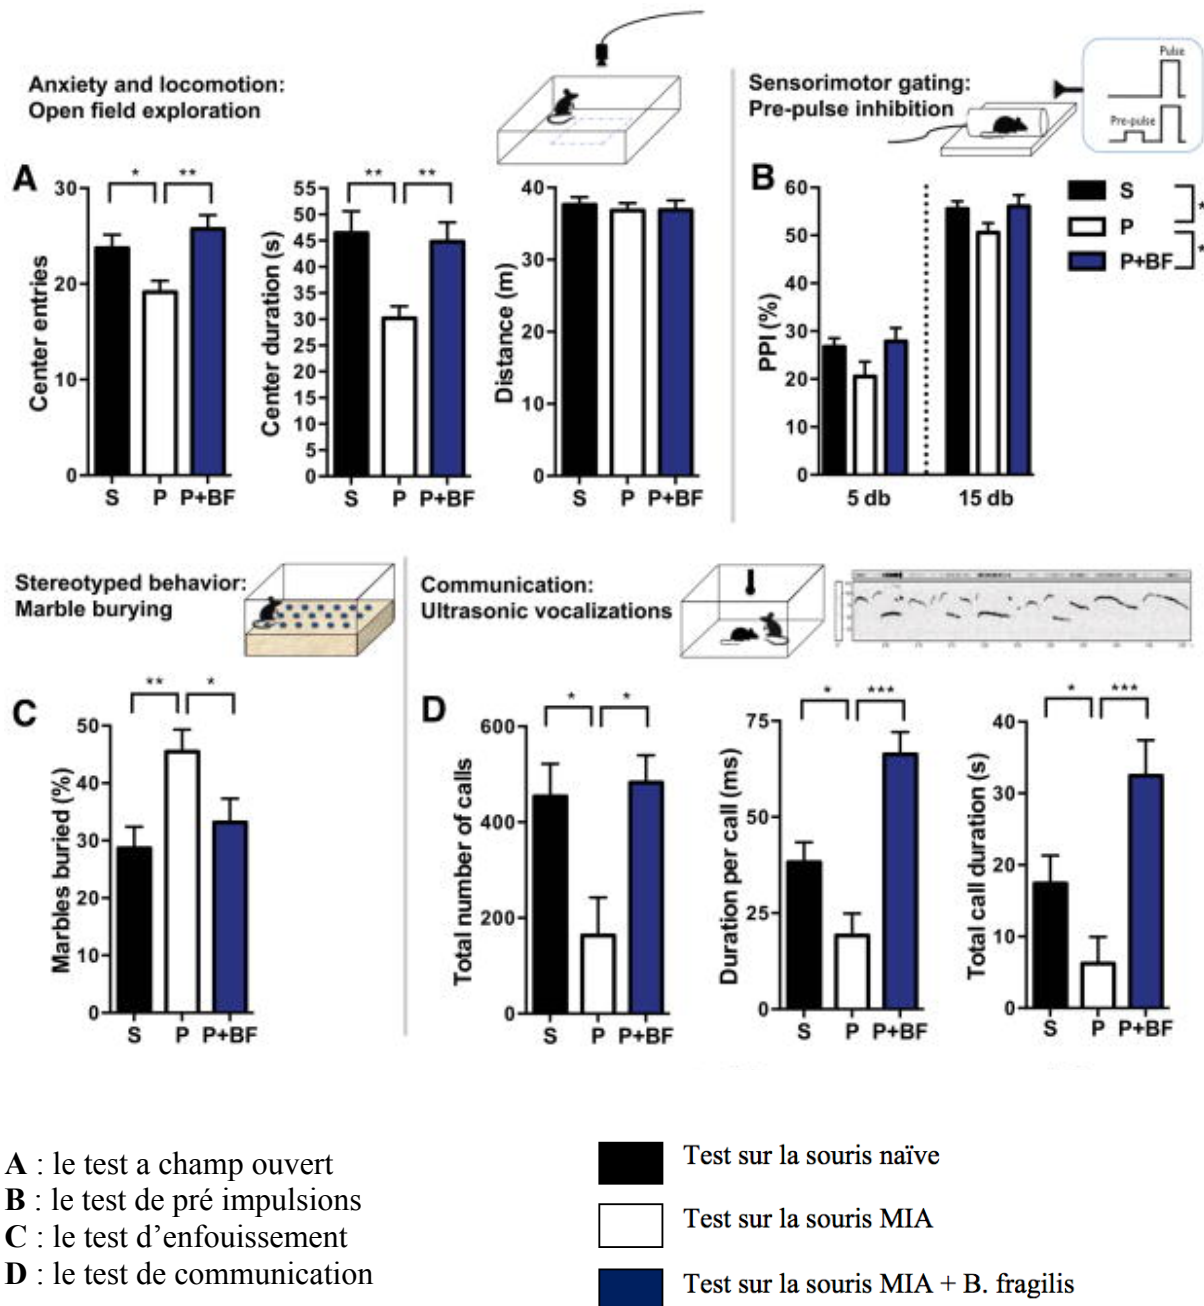 Anxiety and locomotion:
Open field exploration
Sensorimotor gating:
Pre-pulse inhibition
Pulse
Pre-pulse
A
* **
30
20
10
0
Center entries
S P P+BF
** **
55
50
45
40
35
30
25
20
15
10
5
0
Center duration (s)
S P P+BF
40
30
20
10
0
Distance (m)
S P P+BF
B
60
50
40
30
20
10
0
PPI (%)
5 db 15 db
S
P
P+BF
*
*
Stereotyped behavior:
Marble burying
Communication:
Ultrasonic vocalizations
C
** *
50
40
30
20
10
0
Marbles buried (%)
S P P+BF
D
* *
600
400
200
0
Total number of calls
S P P+BF
* ***
75
50
25
0
Duration per call (ms)
S P P+BF
* ***
40
30
20
10
0
Total call duration (s)
S P P+BF
A : le test a champ ouvert
B : le test de pré impulsions
C : le test d’enfouissement
D : le test de communication
Test sur la souris naïve
Test sur la souris MIA
Test sur la souris MIA + B. fragilis